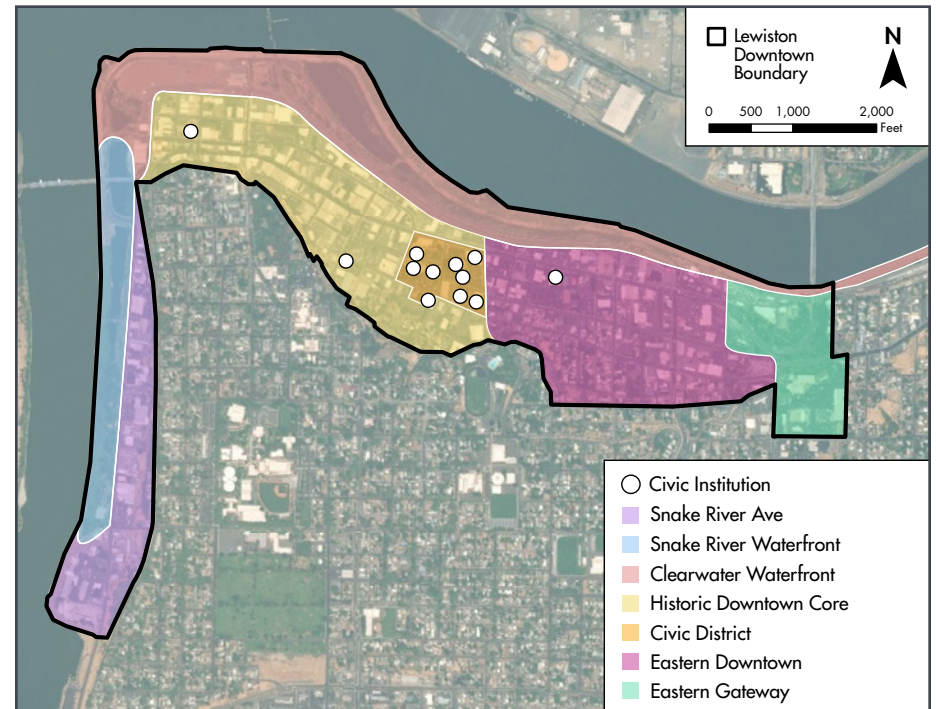 Lewiston
Downtown
Boundary
N
0 500 1,000 2,000
Feet
Civic Institution
Snake River Ave
Snake River Waterfront
Clearwater Waterfront
Historic Downtown Core
Civic District
Eastern Downtown
Eastern Gateway